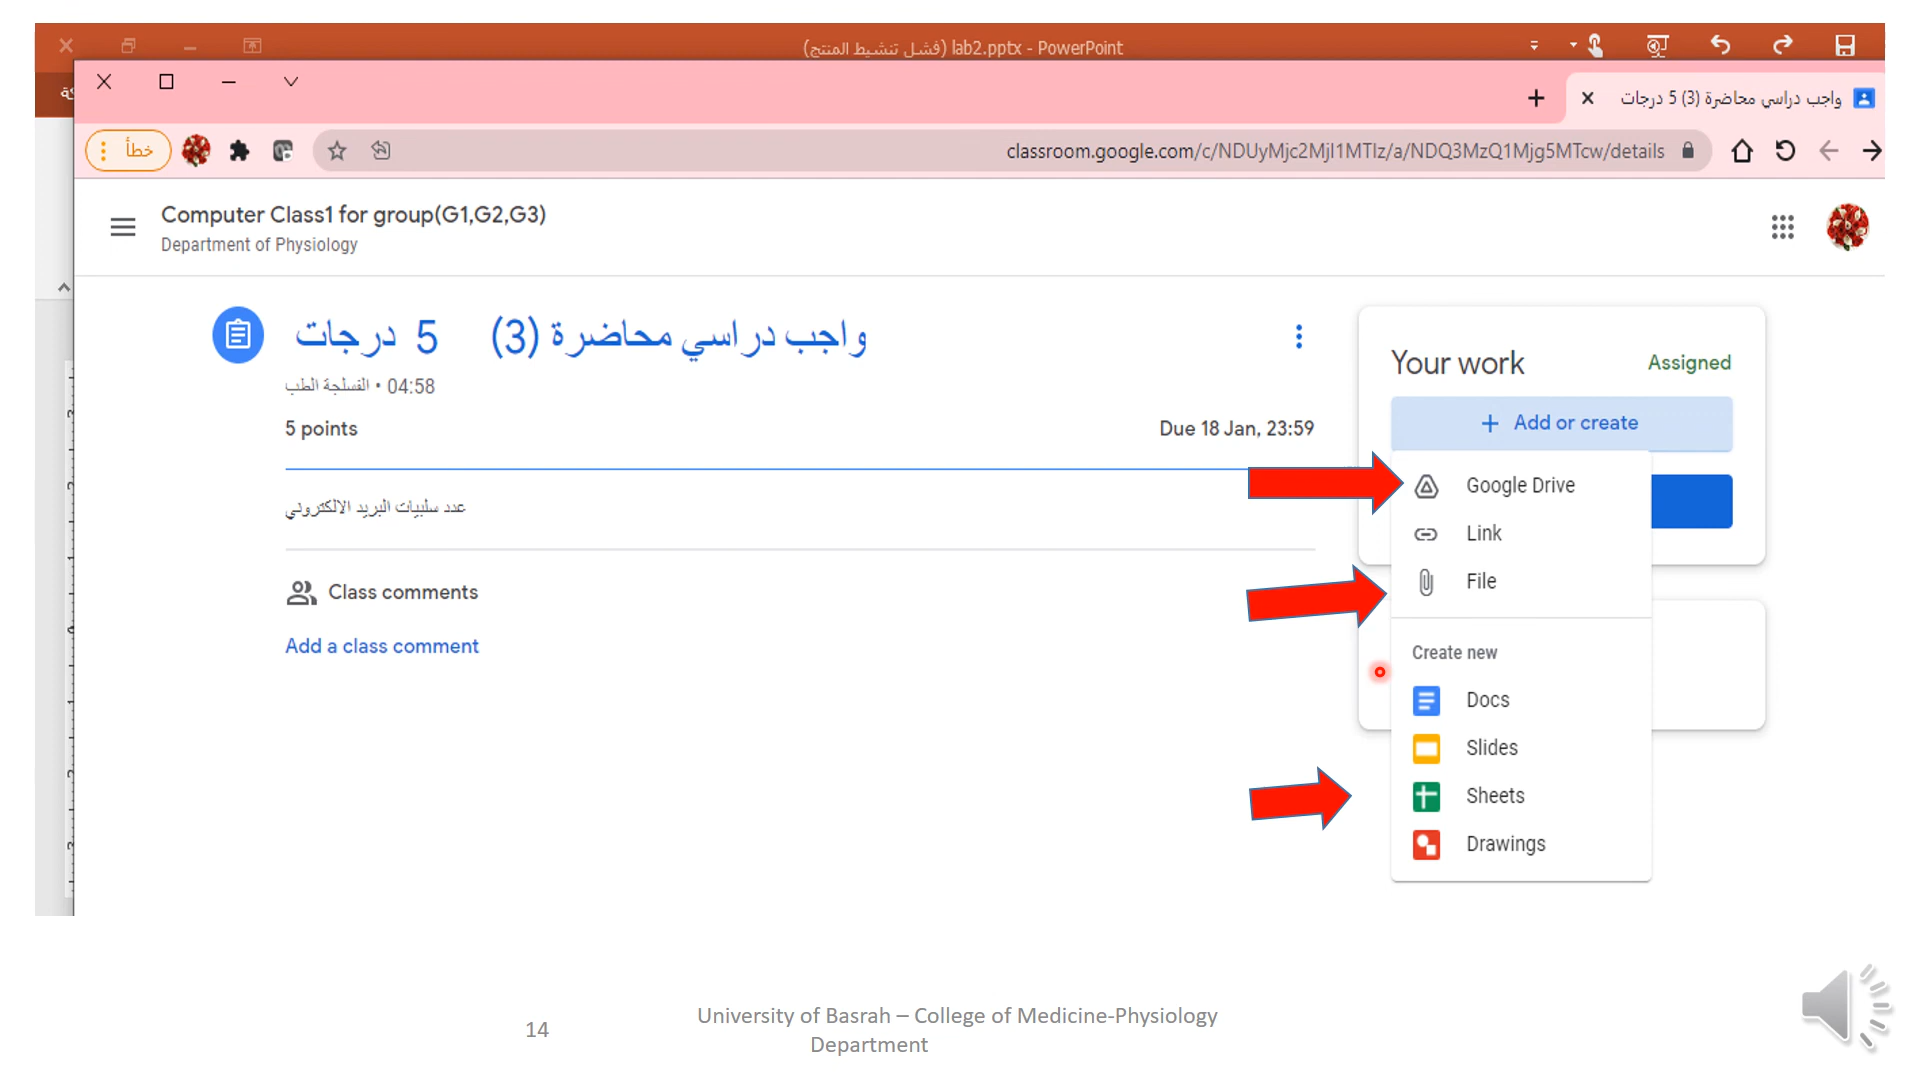 lab2.pptx - PowerPoint (فشل تنشيط المنتج)
واجب دراسي محاضرة (3) 5 درجات
خطأ
classroom.google.com/c/NDUyMjc2MjI1MTIz/a/NDQ3MzQ1Mjg5MTcw/details
Computer Class1 for group(G1,G2,G3)
Department of Physiology
واجب دراسي محاضرة (3) 5 درجات
الفسلجة الطب • 04:58
5 points
Due 18 Jan, 23:59
عدد سلبيات البريد الالكتروني
Class comments
Add a class comment
Your work
Assigned
+ Add or create
Google Drive
Link
File
Create new
Docs
Slides
Sheets
Drawings
14
University of Basrah – College of Medicine-Physiology
Department